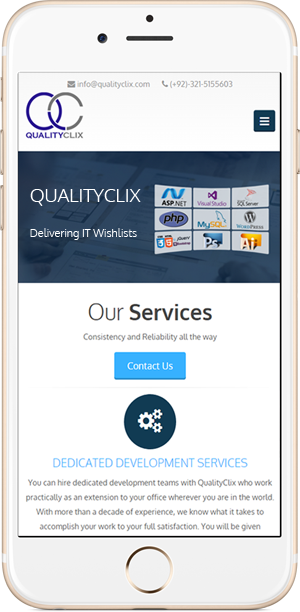 info@qualityclix.com (+92)-321-5155603
QC
QUALITYCLIX
QUALITYCLIX
Delivering IT Wishlists
ASP.NET VisualStudio SQL Server
php MySQL WORDPRESS
HTML5 CSS3 jQuery Ps Ai
Our Services
Consistency and Reliability all the way
Contact Us
DEDICATED DEVELOPMENT SERVICES
You can hire dedicated development teams with QualityClix who work
practically as an extension to your office wherever you are in the world.
With more than a decade of experience, we know what it takes to
accomplish your work to your full satisfaction. You will be given